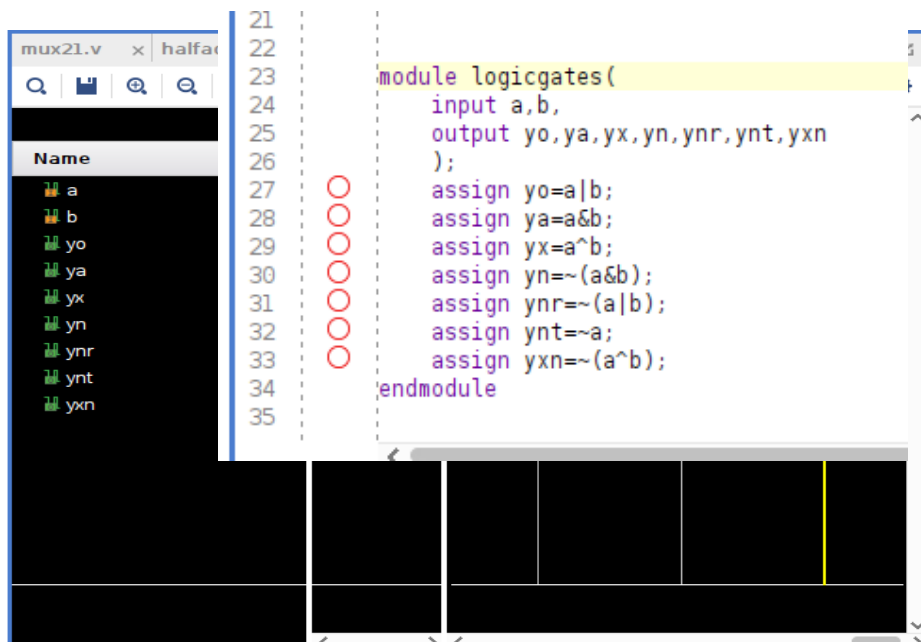 mux21.v × halfa
Name
a
b
yo
ya
yx
yn
ynr
ynt
yxn
21
22
23 module logicgates(
24 input a,b,
25 output yo,ya,yx,yn,ynr,ynt,yxn
26 );
27 assign yo=a|b;
28 assign ya=a&b;
29 assign yx=a^b;
30 assign yn=~(a&b);
31 assign ynr=~(a|b);
32 assign ynt=~a;
33 assign yxn=~(a^b);
34 endmodule
35